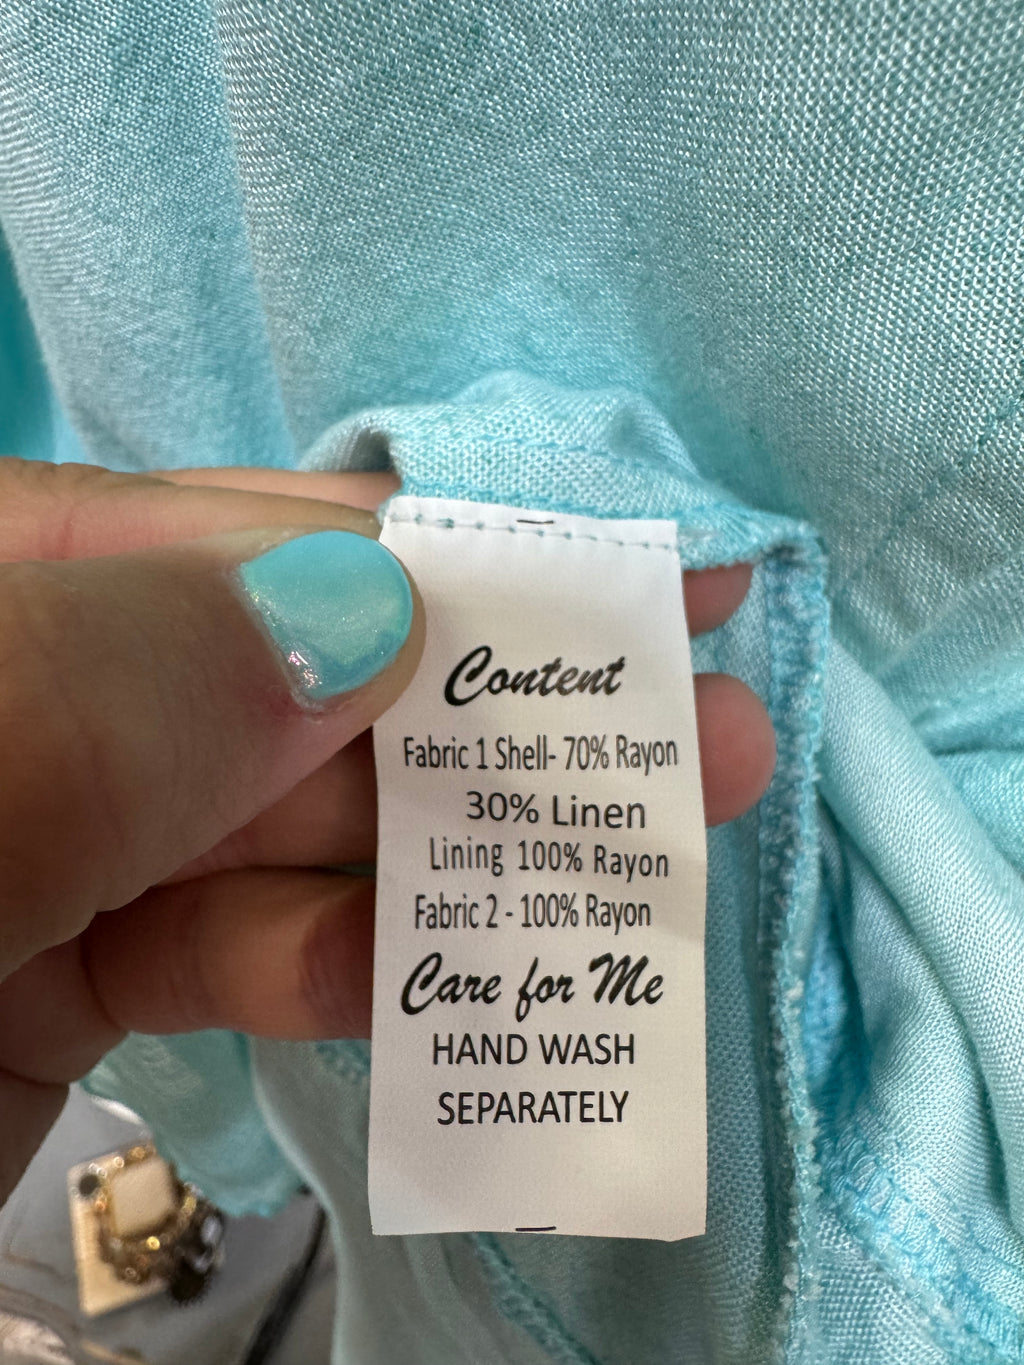 Content
Fabric 1 Shell- 70% Rayon
30% Linen
Lining 100% Rayon
Fabric 2 - 100% Rayon
Care for Me
HAND WASH
SEPARATELY